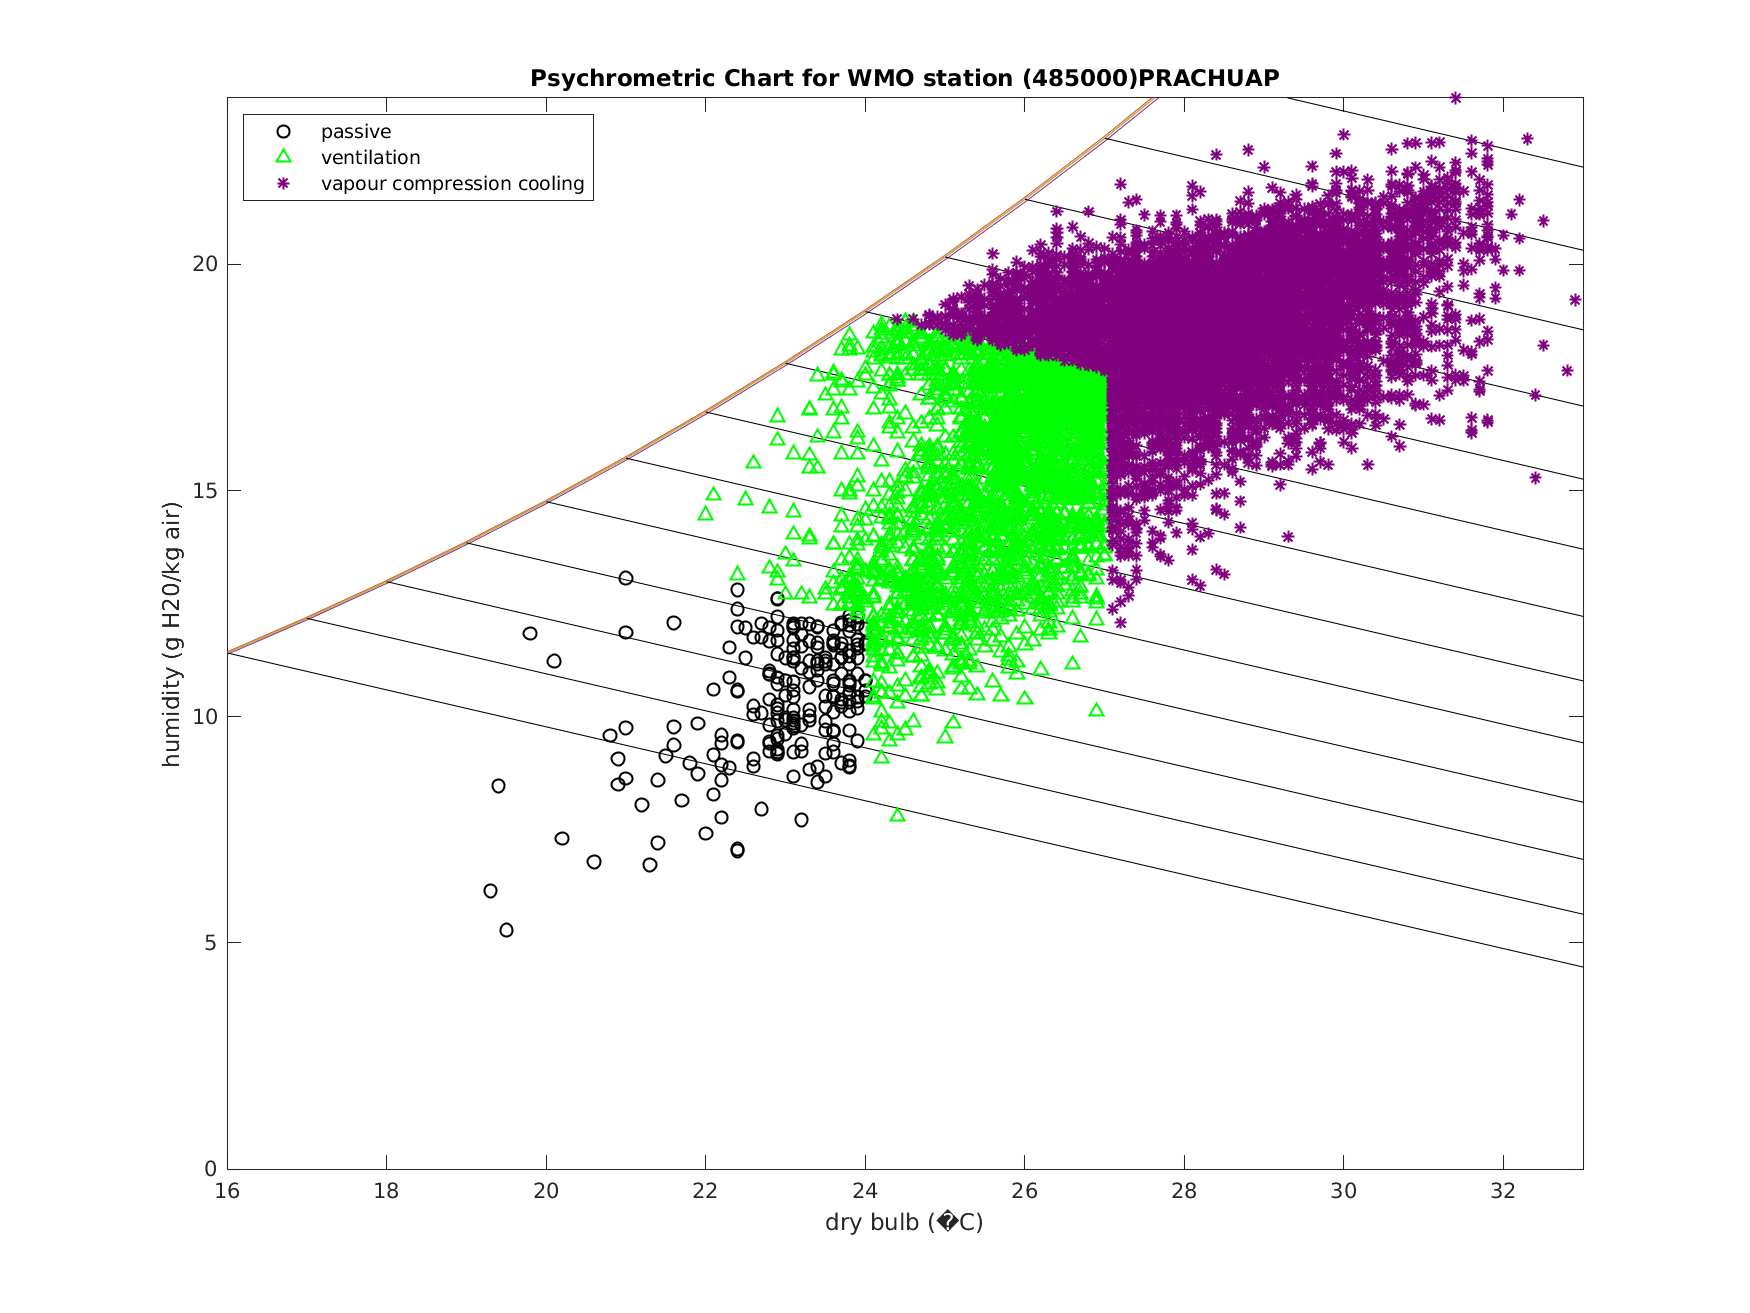 Psychrometric Chart for WMO station (485000)PRACHUAP
passive
ventilation
vapour compression cooling
humidity (g H20/kg air)
20
15
10
5
0
16 18 20 22 24 26 28 30 32
dry bulb (�C)